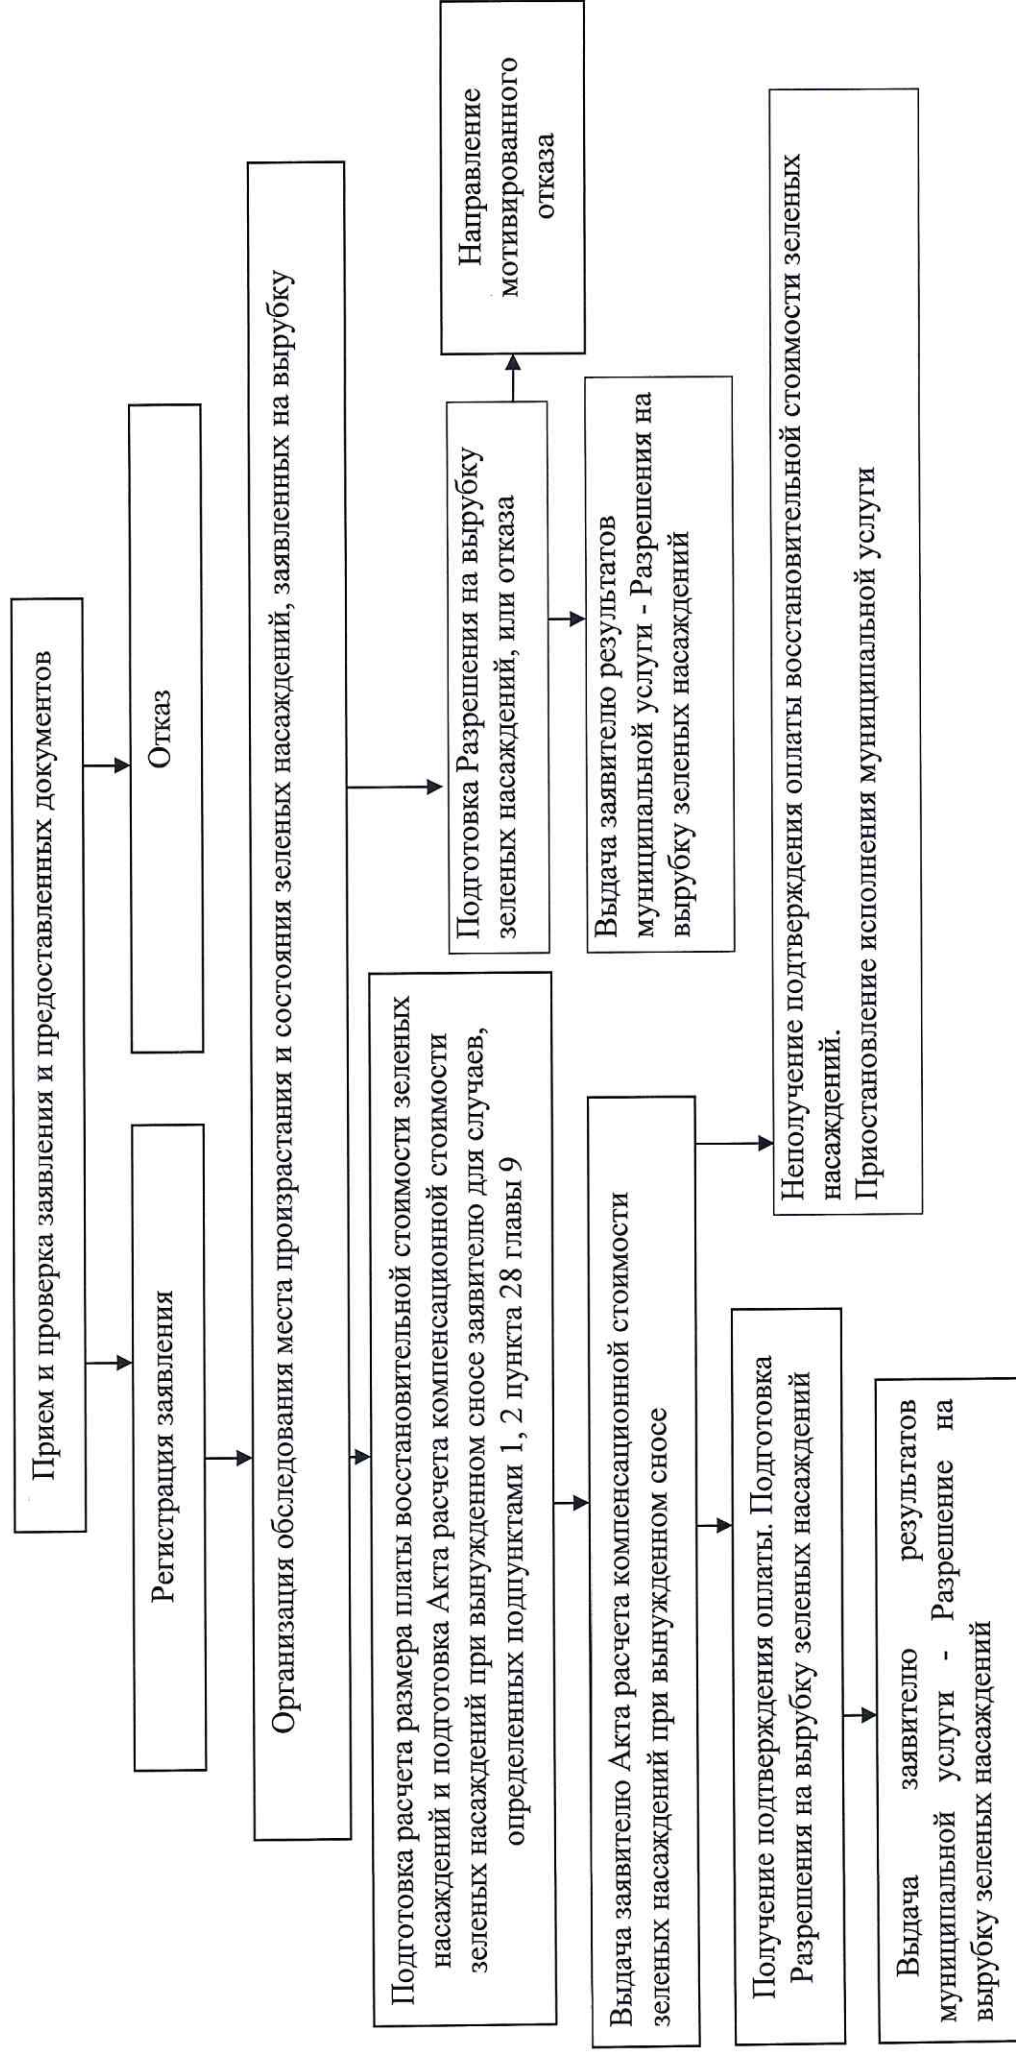 Прием и проверка заявления и предоставленных документов
Регистрация заявления
Отказ
Организация обследования места произрастания и состояния зеленых насаждений, заявленных на вырубку
Подготовка расчета размера платы восстановительной стоимости зеленых
насаждений и подготовка Акта расчета компенсационной стоимости
зеленых насаждений при вынужденном сносе заявителю для случаев,
определенных подпунктами 1, 2 пункта 28 главы 9
Подготовка Разрешения на вырубку
зеленых насаждений, или отказа
Направление
мотивированного
отказа
Выдача заявителю результатов
муниципальной услуги - Разрешения на
вырубку зеленых насаждений
Выдача заявителю Акта расчета компенсационной стоимости
зеленых насаждений при вынужденном сносе
Получение подтверждения оплаты. Подготовка
Разрешения на вырубку зеленых насаждений
Неполучение подтверждения оплаты восстановительной стоимости зеленых
насаждений.
Приостановление исполнения муниципальной услуги
Выдача заявителю результатов
муниципальной услуги - Разрешение на
вырубку зеленых насаждений